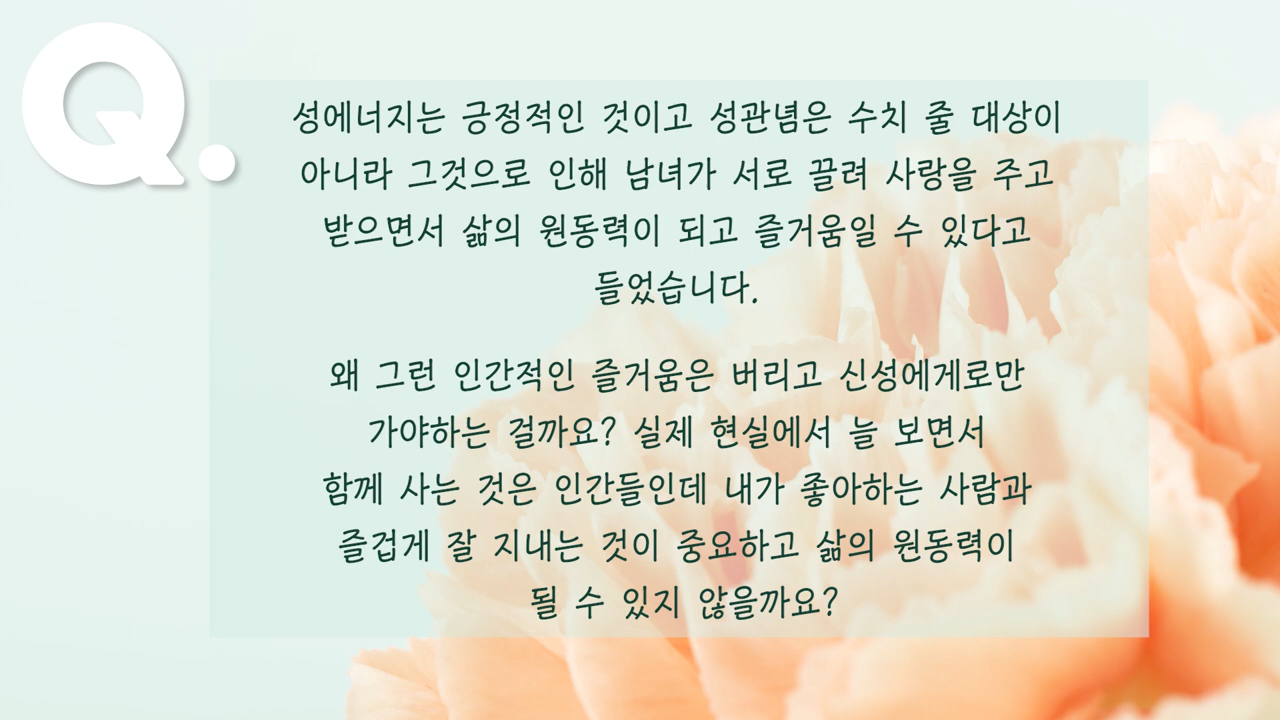 Q.
성에너지는 긍정적인 것이고 성관념은 수치 줄 대상이
아니라 그것으로 인해 남녀가 서로 끌려 사랑을 주고
받으면서 삶의 원동력이 되고 즐거움일 수 있다고
들었습니다.
왜 그런 인간적인 즐거움은 버리고 신성에게로만
가야하는 걸까요? 실제 현실에서 늘 보면서
함께 사는 것은 인간들인데 내가 좋아하는 사람과
즐겁게 잘 지내는 것이 중요하고 삶의 원동력이
될 수 있지 않을까요?